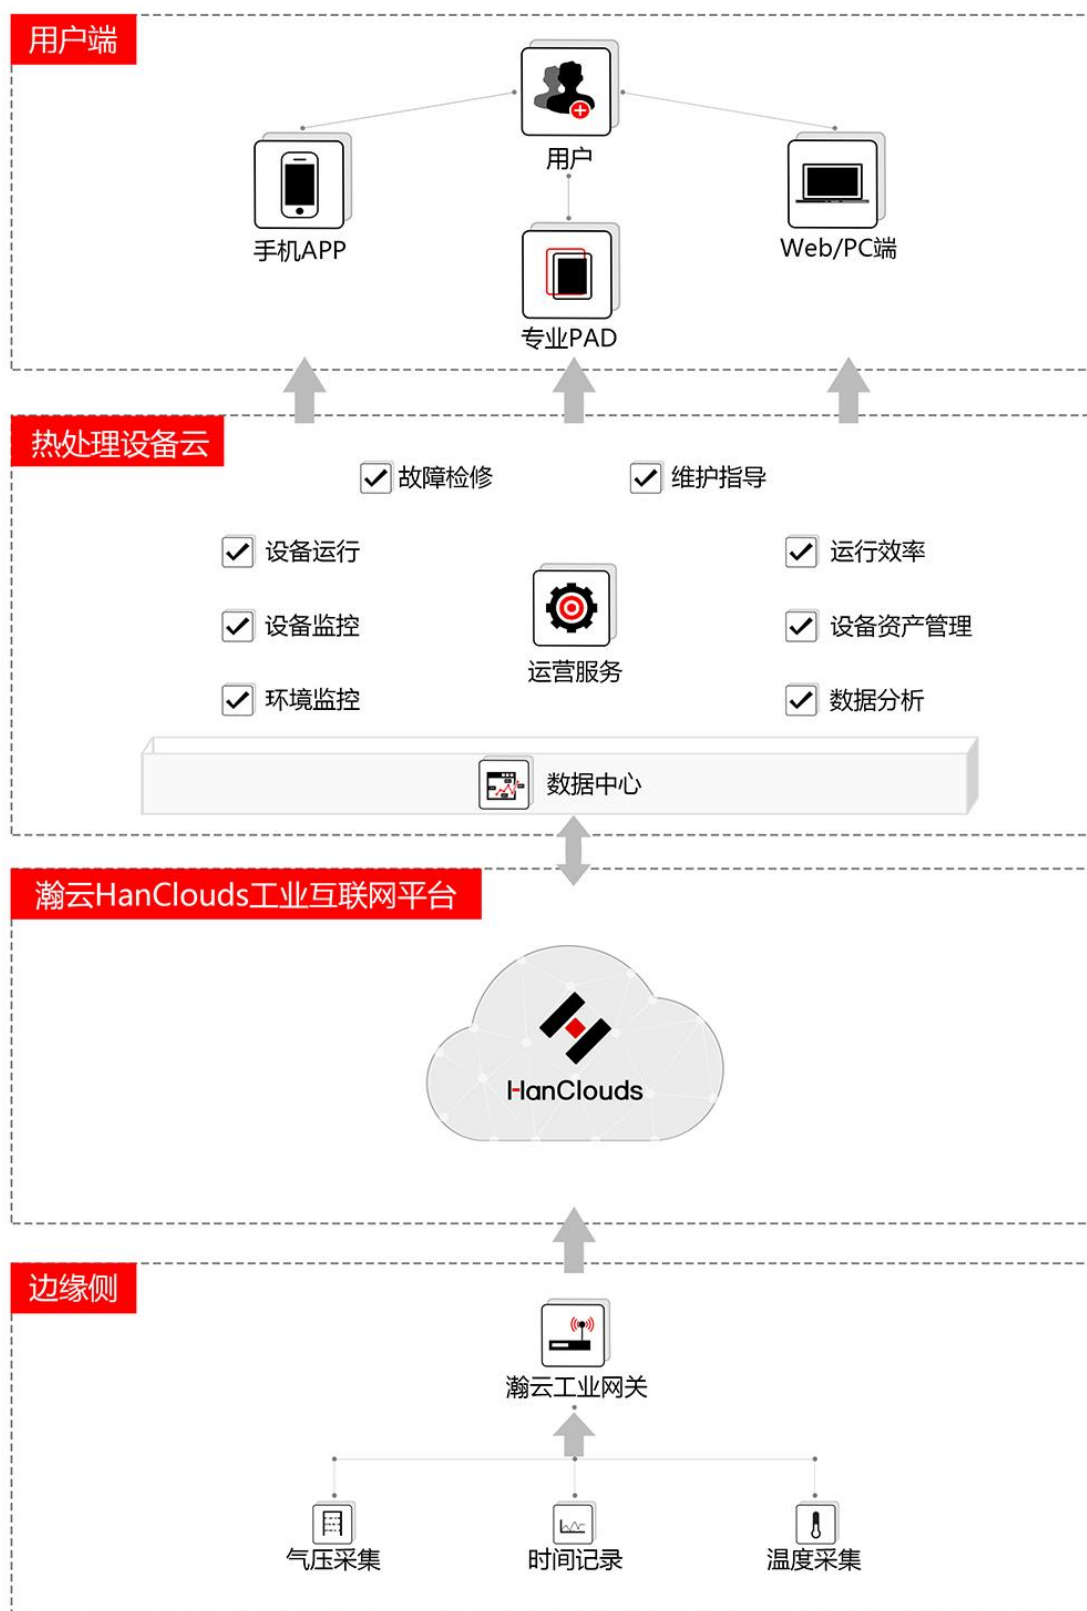 用户端
用户
手机APP
Web/PC端
专业PAD
热处理设备云
故障检修
维护指导
设备运行
运行效率
设备监控
设备资产管理
运营服务
环境监控
数据分析
数据中心
瀚云HanClouds工业互联网平台
HanClouds
边缘侧
瀚云工业网关
气压采集
时间记录
温度采集